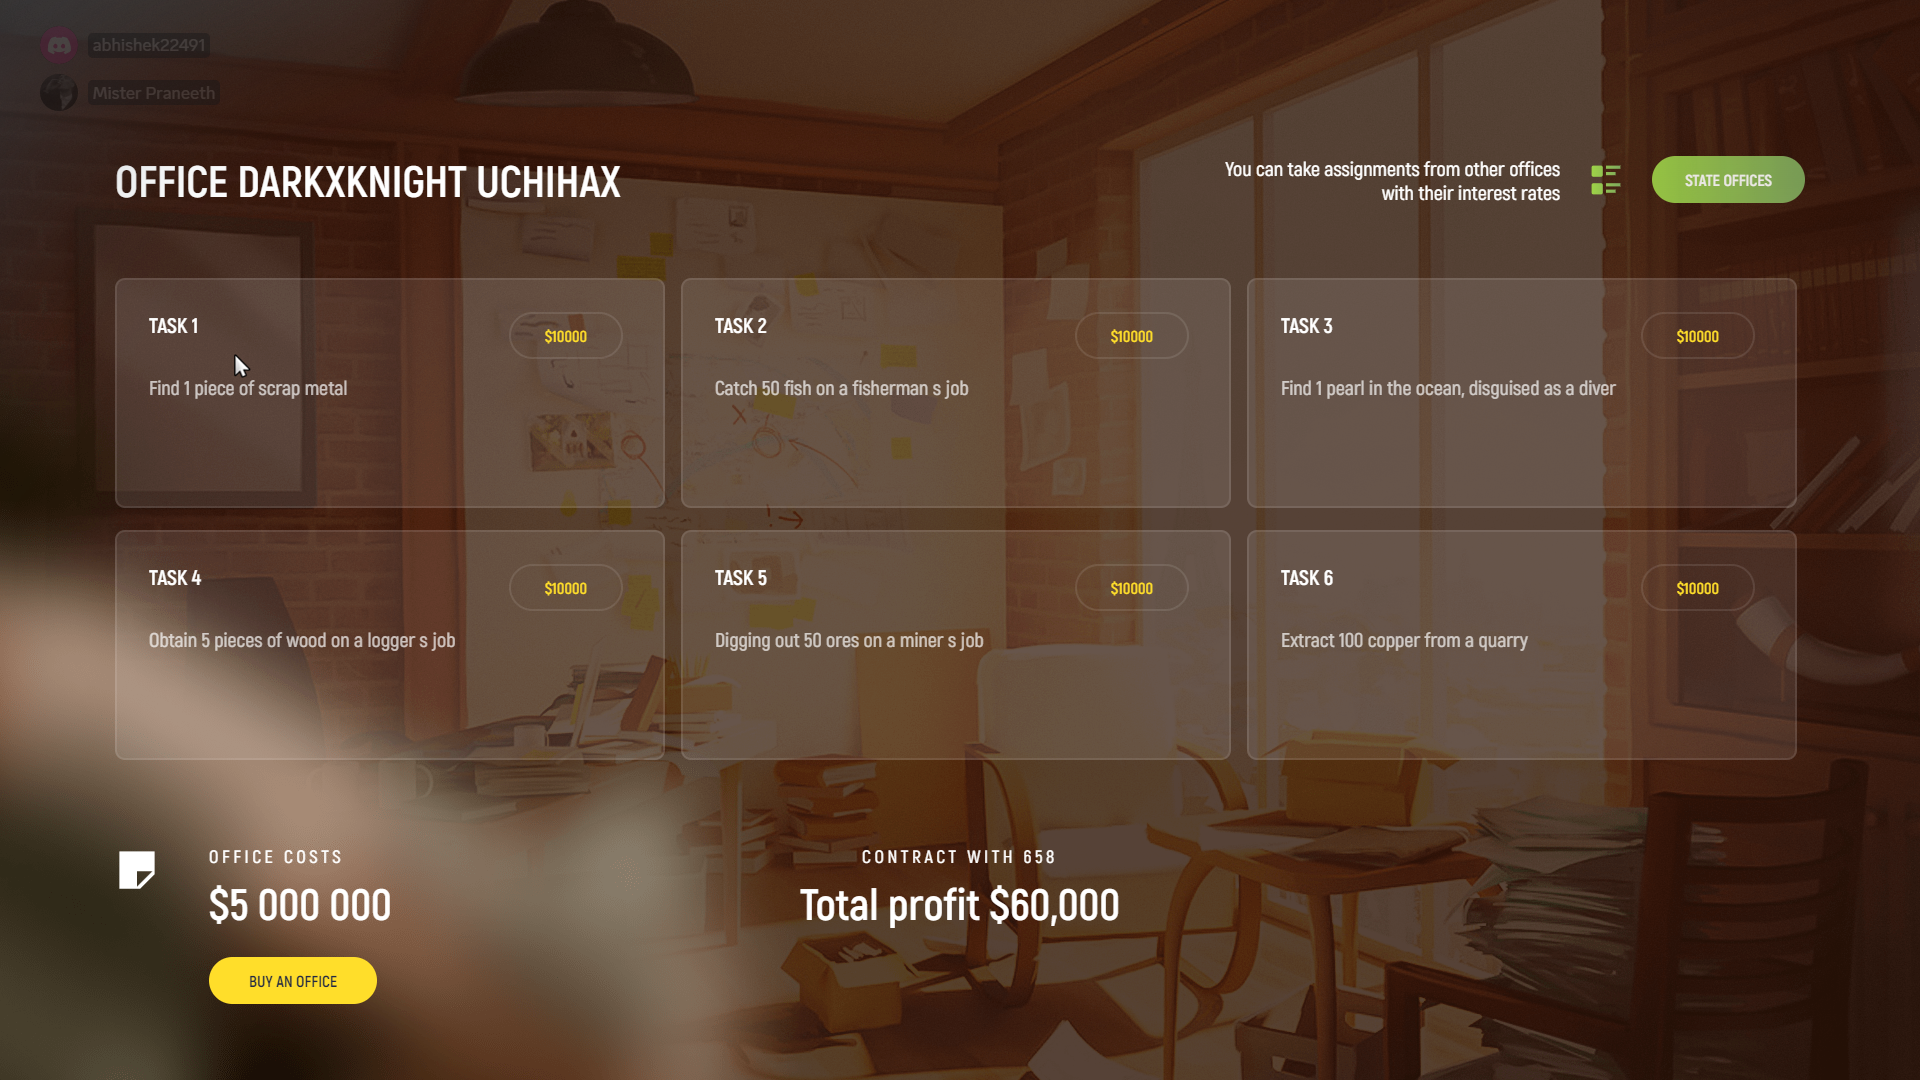 abhishek22491
Mister Praneeth
OFFICE DARKXKNIGHT UCHIHAX
You can take assignments from other offices
with their interest rates
STATE OFFICES
TASK 1
$10000
Find 1 piece of scrap metal
TASK 2
$10000
Catch 50 fish on a fisherman s job
TASK 3
$10000
Find 1 pearl in the ocean, disguised as a diver
TASK 4
$10000
Obtain 5 pieces of wood on a logger s job
TASK 5
$10000
Digging out 50 ores on a miner s job
TASK 6
$10000
Extract 100 copper from a quarry
OFFICE COSTS
$5 000 000
BUY AN OFFICE
CONTRACT WITH 658
Total profit $60,000